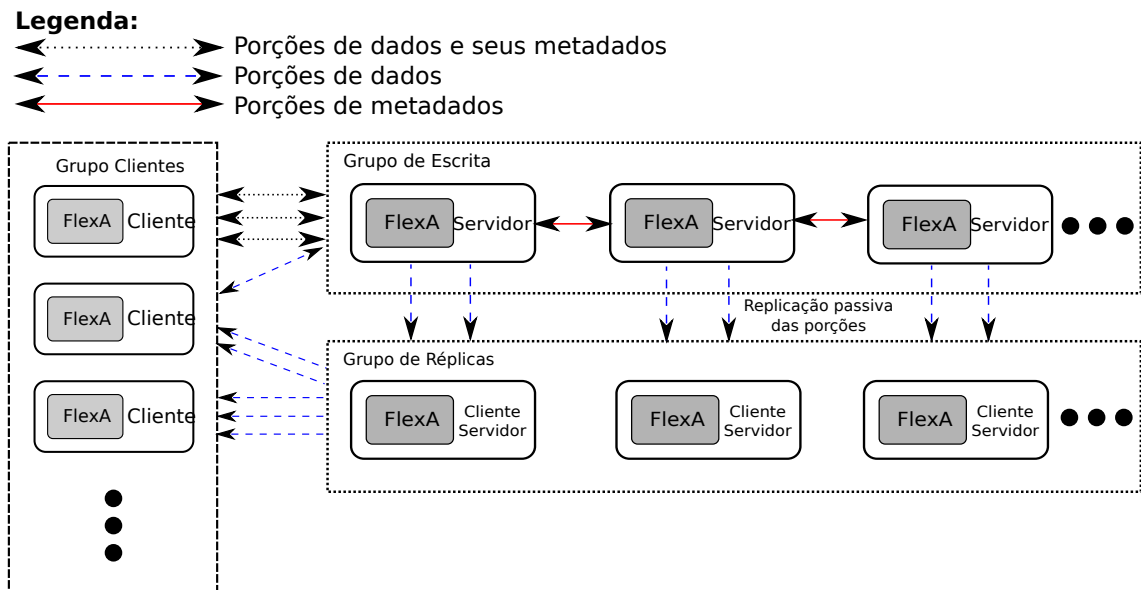 Legenda:
Porções de dados e seus metadados
Porções de dados
Porções de metadados
Grupo Clientes
FlexA Cliente
FlexA Cliente
FlexA Cliente
Grupo de Escrita
FlexA Servidor
FlexA Servidor
FlexA Servidor
Replicação passiva
das porções
Grupo de Réplicas
FlexA
Cliente
Servidor
FlexA
Cliente
Servidor
FlexA
Cliente
Servidor